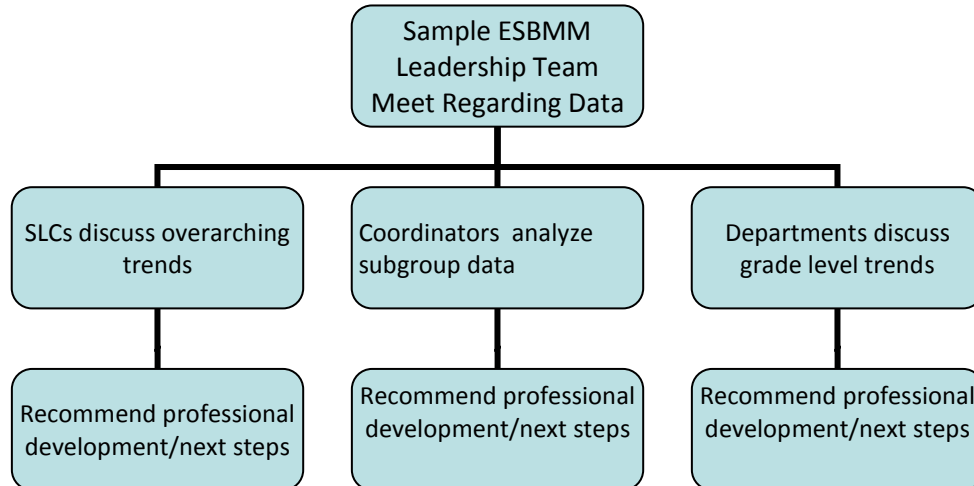 Sample ESBMM
Leadership Team
Meet Regarding Data
SLCs discuss overarching
trends
Coordinators  analyze
subgroup data
Departments discuss
grade level trends
Recommend professional
development/next steps
Recommend professional
development/next steps
Recommend professional
development/next steps